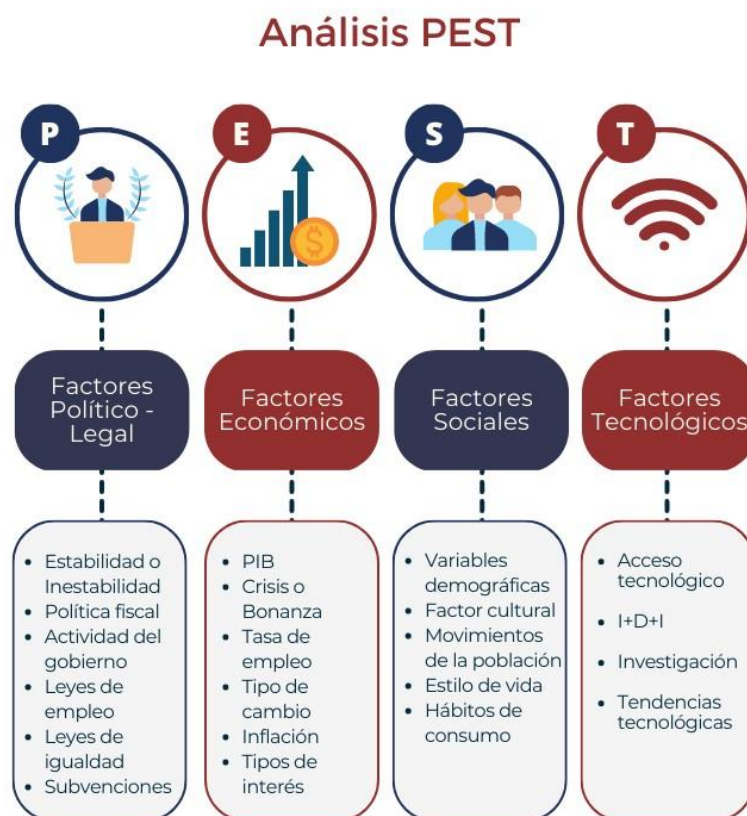 Análisis PEST
P
E
S
T
$
Factores
Político -
Legal
Factores
Económicos
Factores
Sociales
Factores
Tecnológicos
• Estabilidad o
Inestabilidad
• Política fiscal
• Actividad del
gobierno
• Leyes de
empleo
• Leyes de
igualdad
• Subvenciones
• PIB
• Crisis o
Bonanza
• Tasa de
empleo
• Tipo de
cambio
• Inflación
• Tipos de
interés
• Variables
demográficas
• Factor cultural
• Movimientos
de la población
• Estilo de vida
• Hábitos de
consumo
• Acceso
tecnológico
• I+D+I
• Investigación
• Tendencias
tecnológicas